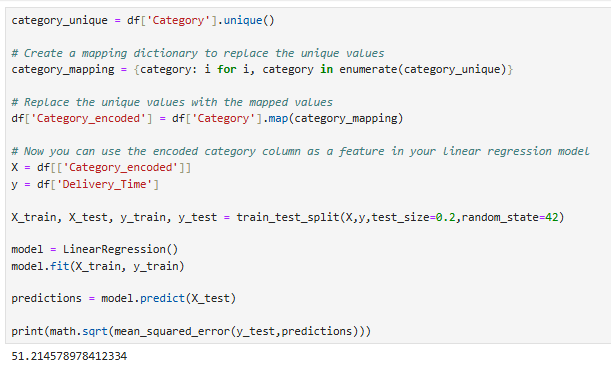 category_unique = df['Category'].unique()
# Create a mapping dictionary to replace the unique values
category_mapping = {category: i for i, category in enumerate(category_unique)}
# Replace the unique values with the mapped values
df['Category_encoded'] = df['Category'].map(category_mapping)
# Now you can use the encoded category column as a feature in your linear regression model
X = df[['Category_encoded']]
y = df['Delivery_Time']
X_train, X_test, y_train, y_test = train_test_split(X,y,test_size=0.2,random_state=42)
model = LinearRegression()
model.fit(X_train, y_train)
predictions = model.predict(X_test)
print(math.sqrt(mean_squared_error(y_test,predictions)))
51.214578978412334